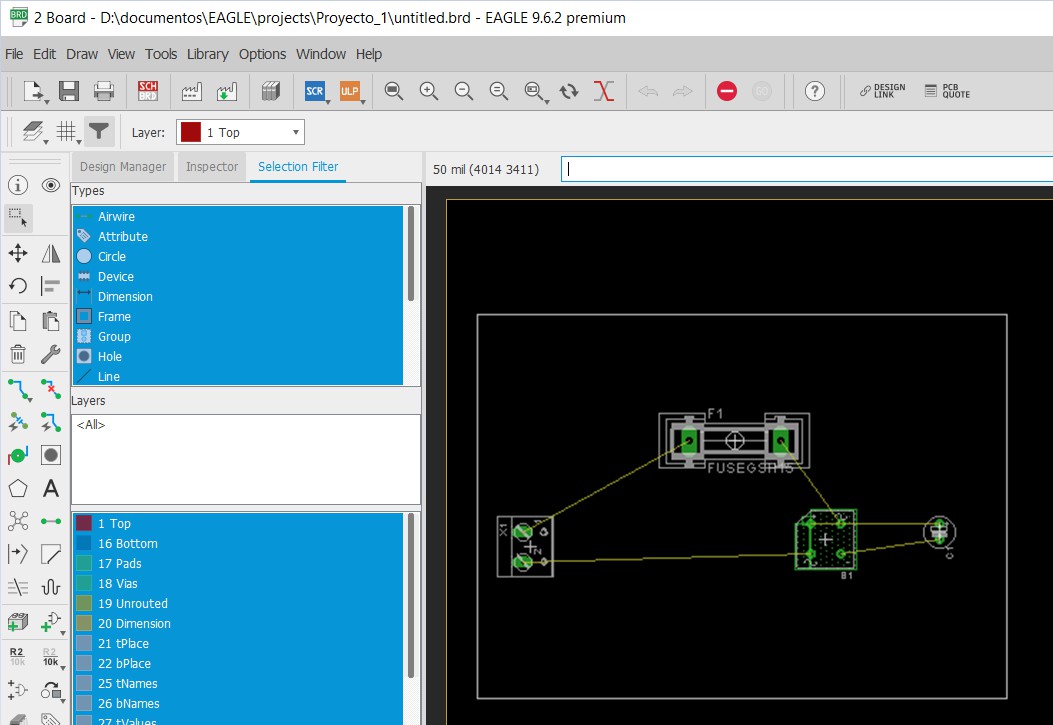 2 Board - D:\documentos\EAGLE\projects\Proyecto_1\untitled.brd - EAGLE 9.6.2 premium
File Edit Draw View Tools Library Options Window Help
SCH BRD SCR ULP GO ? DESIGN LINK PCB QUOTE
Layer: 1 Top
Design Manager Inspector Selection Filter
50 mil (4014 3411)
Types
Airwire
Attribute
Circle
Device
Dimension
Frame
Group
Hole
Line
Layers
<All>
1 Top
16 Bottom
17 Pads
18 Vias
19 Unrouted
20 Dimension
21 tPlace
22 bPlace
25 tNames
26 bNames
27 tValues
R2 10k
R2 10k
F1
X1
1
2
B1
C1